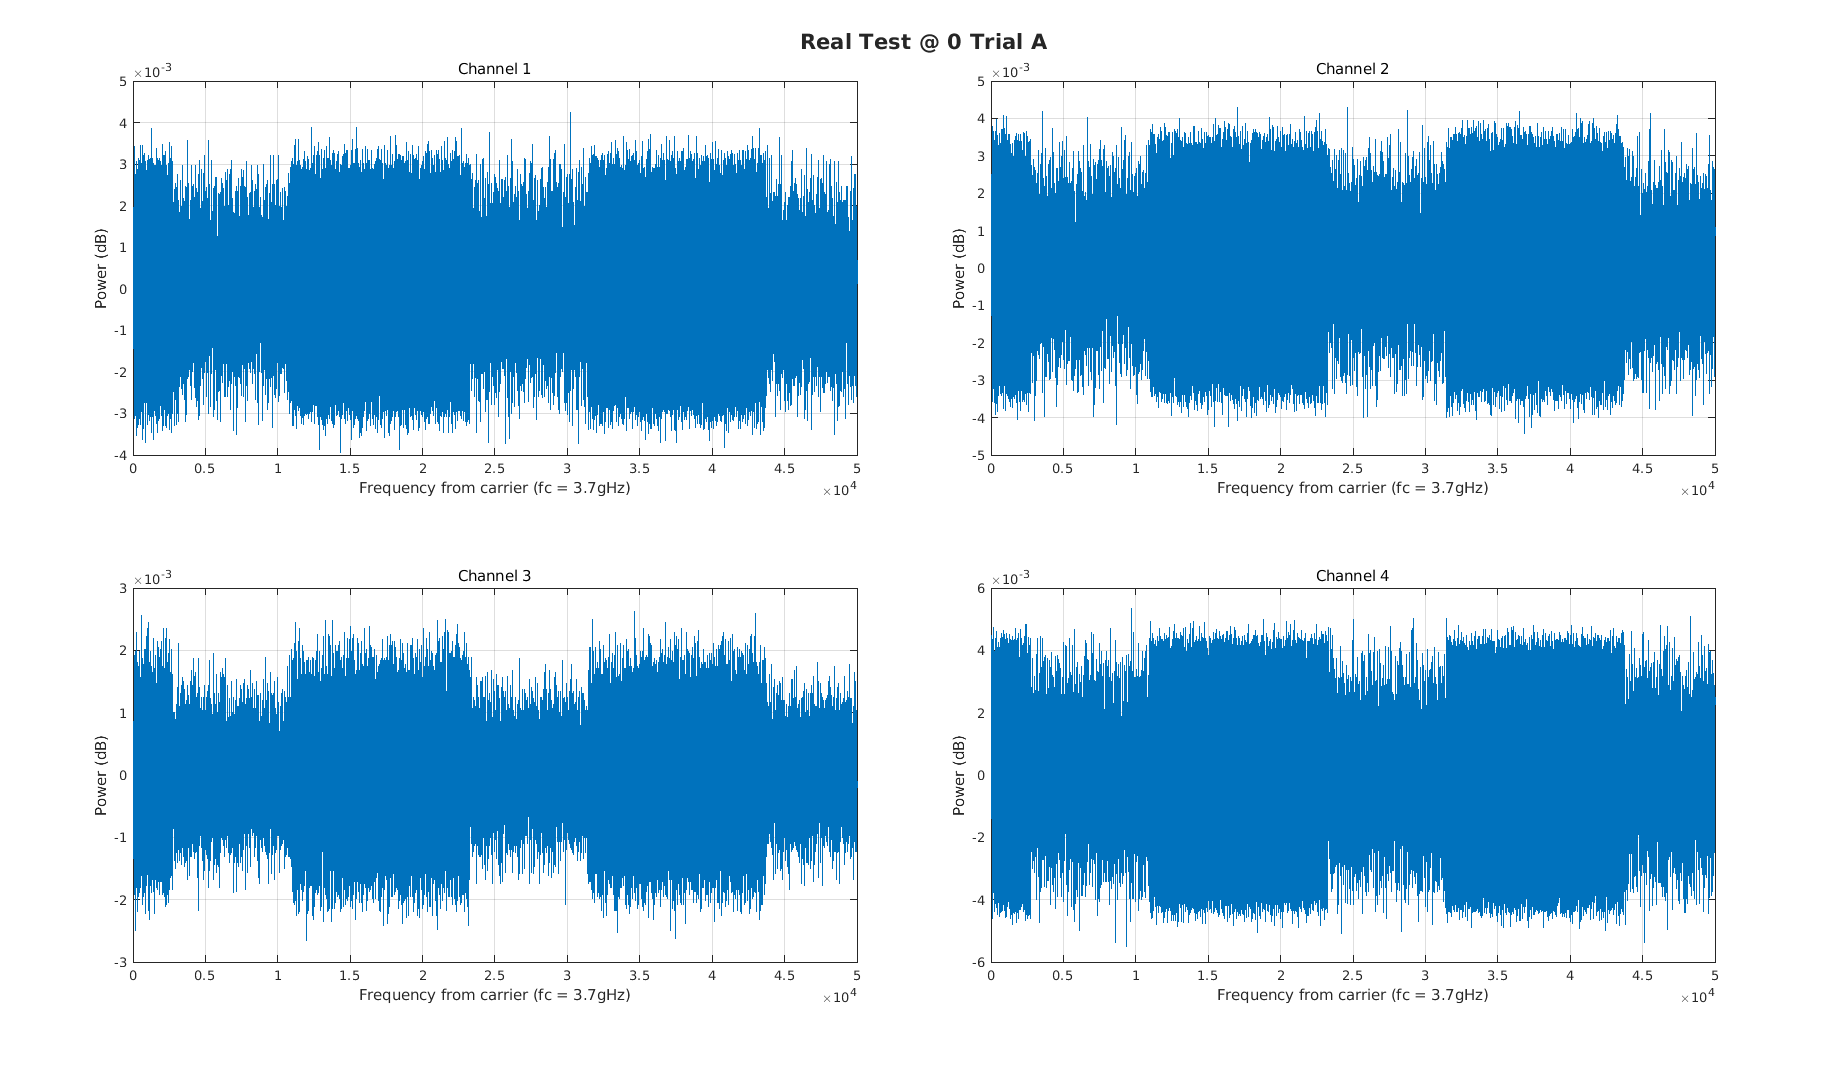 Real Test @ 0 Trial A
Channel 1
×10^-3
5
4
3
2
1
0
-1
-2
-3
-4
Power (dB)
0 0.5 1 1.5 2 2.5 3 3.5 4 4.5 5
Frequency from carrier (fc = 3.7gHz)
×10^4
Channel 2
×10^-3
5
4
3
2
1
0
-1
-2
-3
-4
-5
Power (dB)
0 0.5 1 1.5 2 2.5 3 3.5 4 4.5 5
Frequency from carrier (fc = 3.7gHz)
×10^4
Channel 3
×10^-3
3
2
1
0
-1
-2
-3
Power (dB)
0 0.5 1 1.5 2 2.5 3 3.5 4 4.5 5
Frequency from carrier (fc = 3.7gHz)
×10^4
Channel 4
×10^-3
6
4
2
0
-2
-4
-6
Power (dB)
0 0.5 1 1.5 2 2.5 3 3.5 4 4.5 5
Frequency from carrier (fc = 3.7gHz)
×10^4